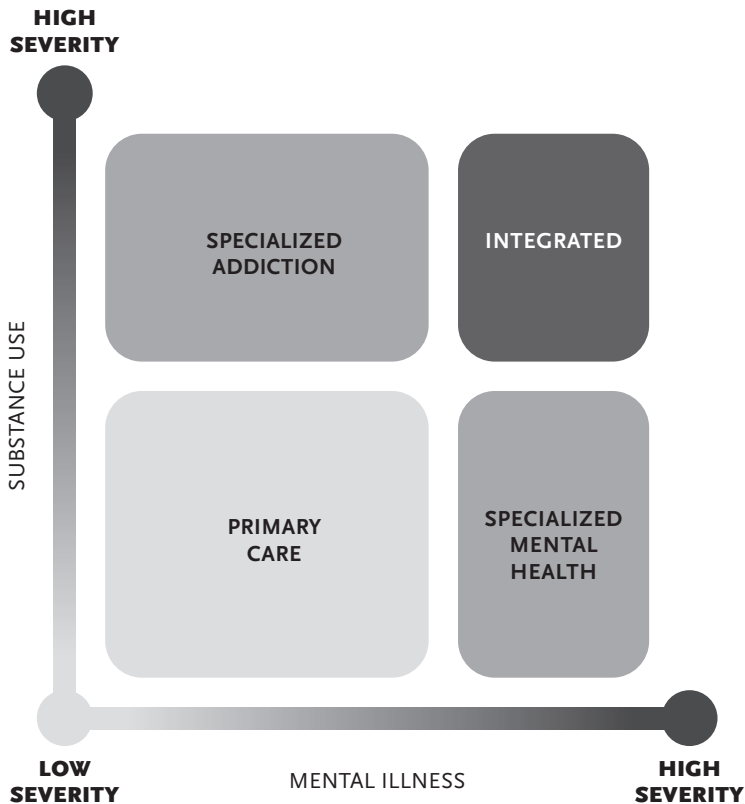 HIGH
SEVERITY
SPECIALIZED
ADDICTION
INTEGRATED
SUBSTANCE USE
PRIMARY
CARE
SPECIALIZED
MENTAL
HEALTH
LOW
SEVERITY
MENTAL ILLNESS
HIGH
SEVERITY